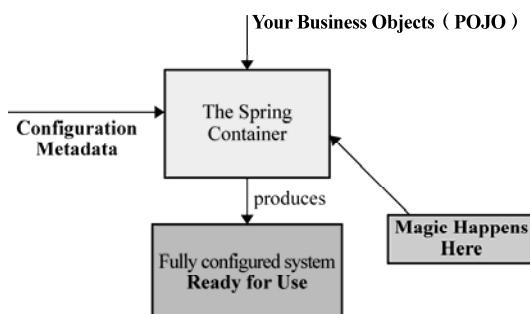 Your Business Objects（POJO）
The Spring
Container
Configuration
Metadata
produces
Magic Happens
Here
Fully configured system
Ready for Use